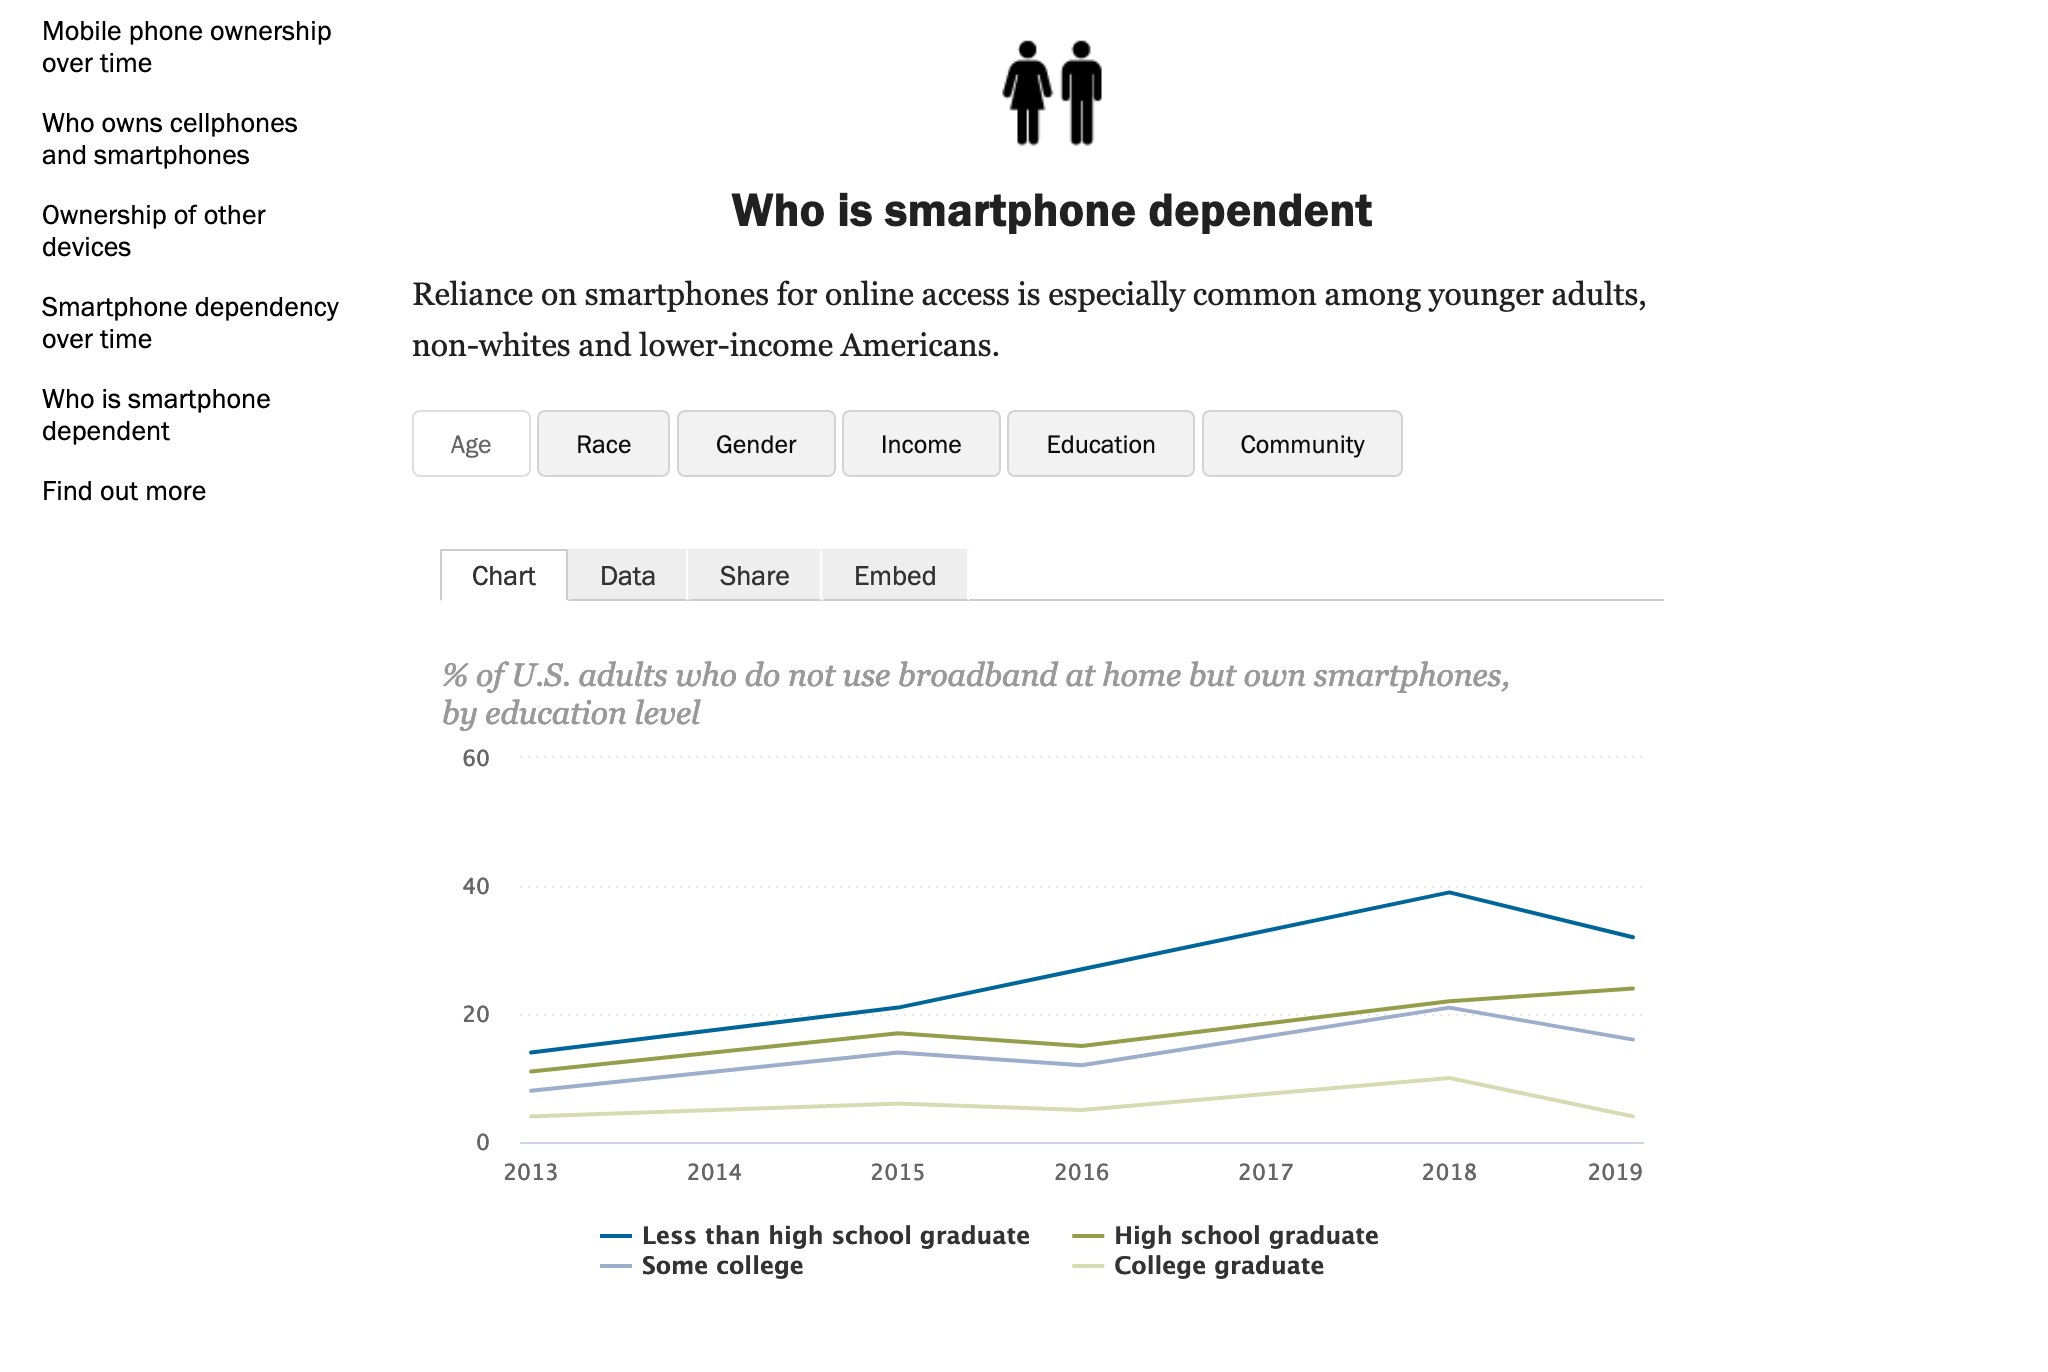 Mobile phone ownership
over time
Who owns cellphones
and smartphones
Ownership of other
devices
Smartphone dependency
over time
Who is smartphone
dependent
Find out more
Who is smartphone dependent
Reliance on smartphones for online access is especially common among younger adults,
non-whites and lower-income Americans.
Age Race Gender Income Education Community
Chart Data Share Embed
% of U.S. adults who do not use broadband at home but own smartphones,
by education level
60
40
20
0
2013 2014 2015 2016 2017 2018 2019
Less than high school graduate High school graduate
Some college College graduate